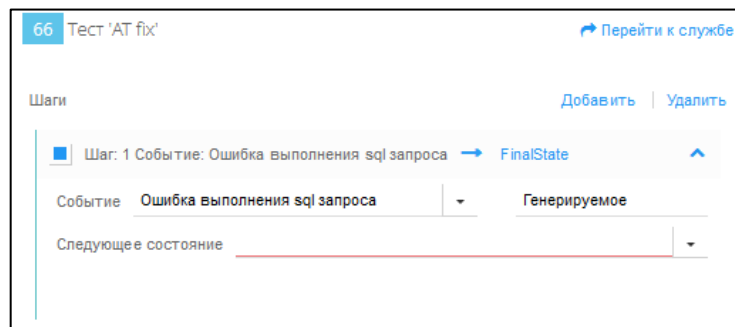 66 Тест 'AT fix' Перейти к службе
Шаги Добавить Удалить
Шаг: 1 Событие: Ошибка выполнения sql запроса → FinalState
Событие Ошибка выполнения sql запроса Генерируемое
Следующее состояние